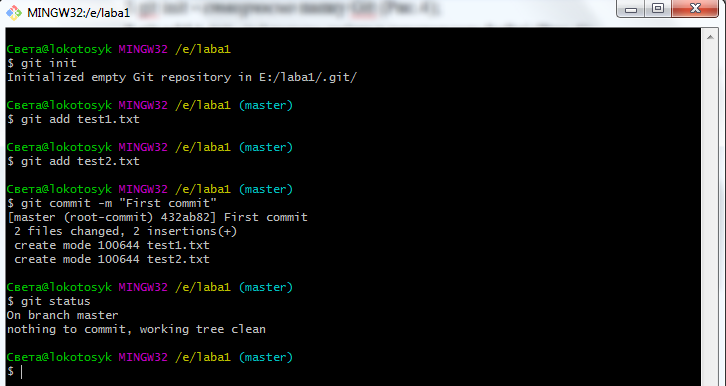 MINGW32:/e/laba1
Света@lokotosyk MINGW32 /e/laba1
$ git init
Initialized empty Git repository in E:/laba1/.git/
Света@lokotosyk MINGW32 /e/laba1 (master)
$ git add test1.txt
Света@lokotosyk MINGW32 /e/laba1 (master)
$ git add test2.txt
Света@lokotosyk MINGW32 /e/laba1 (master)
$ git commit -m "First commit"
[master (root-commit) 432ab82] First commit
 2 files changed, 2 insertions(+)
 create mode 100644 test1.txt
 create mode 100644 test2.txt
Света@lokotosyk MINGW32 /e/laba1 (master)
$ git status
On branch master
nothing to commit, working tree clean
Света@lokotosyk MINGW32 /e/laba1 (master)
$